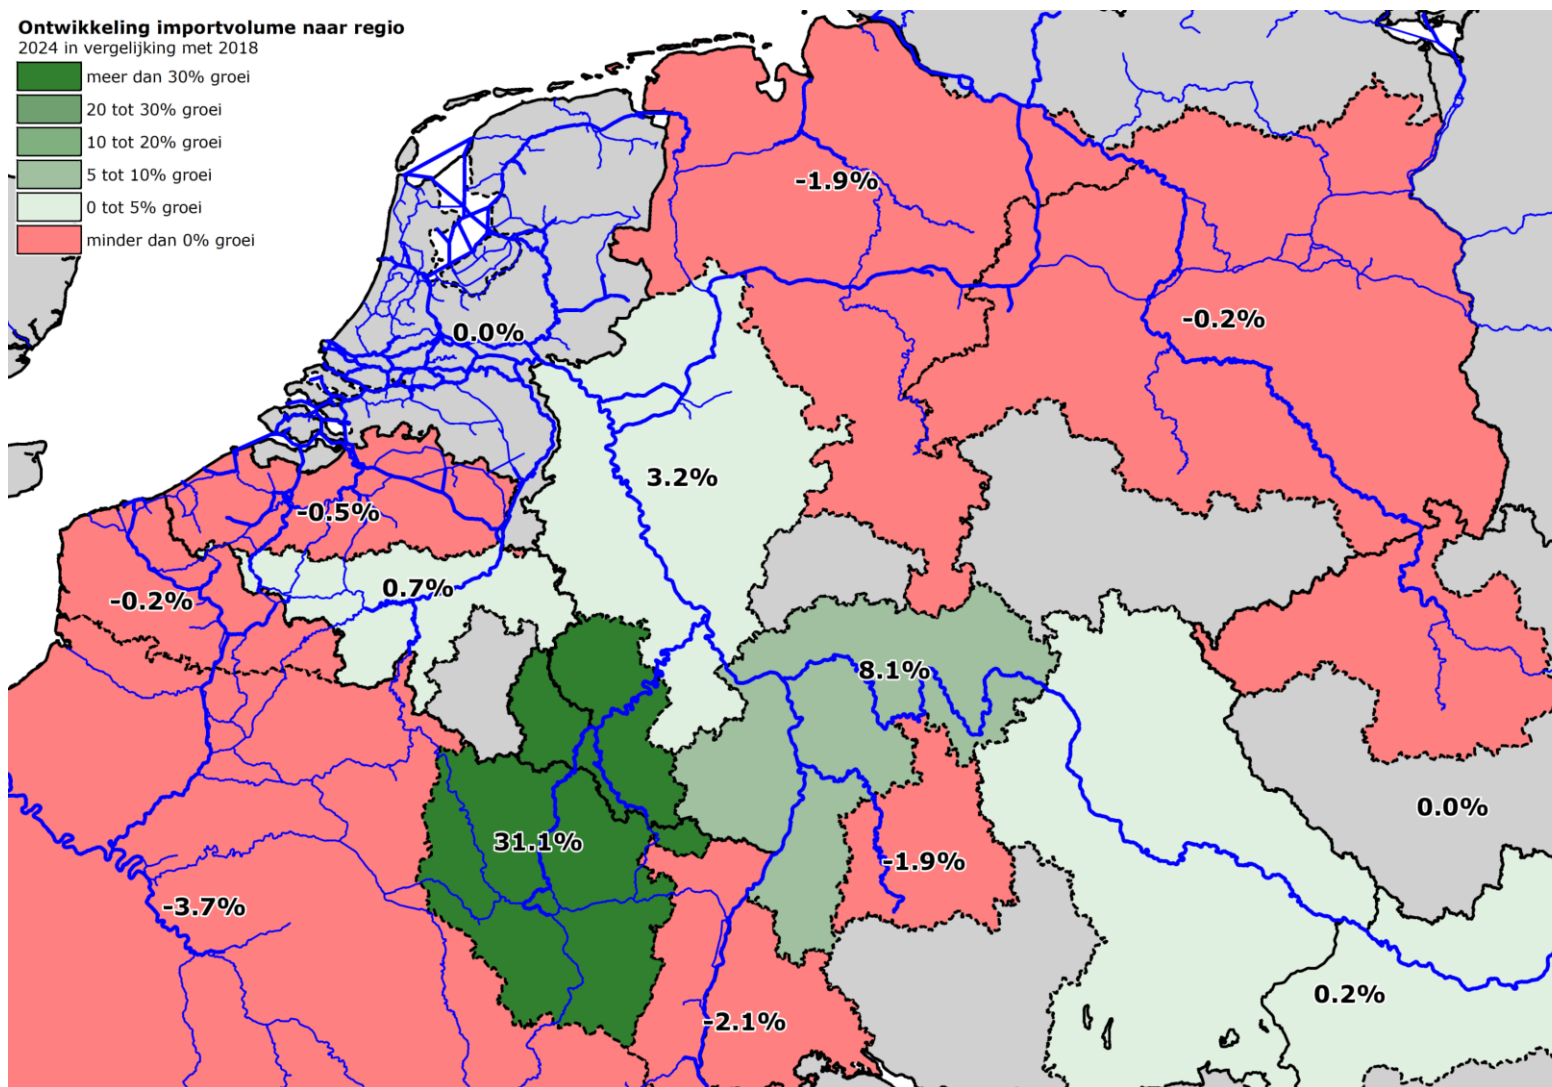 Ontwikkeling importvolume naar regio
2024 in vergelijking met 2018
meer dan 30% groei
20 tot 30% groei
10 tot 20% groei
5 tot 10% groei
0 tot 5% groei
minder dan 0% groei
-1.9%
-0.2%
0.0%
3.2%
-0.5%
0.7%
-0.2%
8.1%
0.0%
31.1%
-1.9%
-3.7%
0.2%
-2.1%